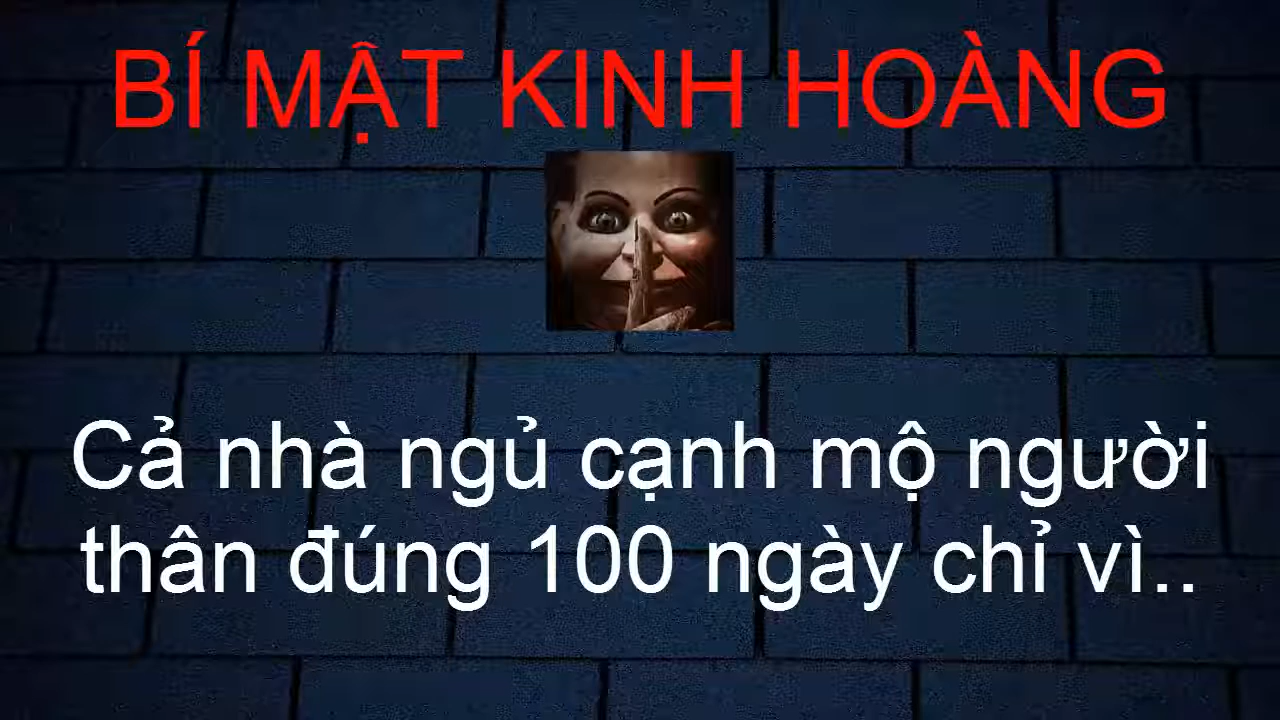 BÍ MẬT KINH HOÀNG
Cả nhà ngủ cạnh mộ người
thân đúng 100 ngày chỉ vì..